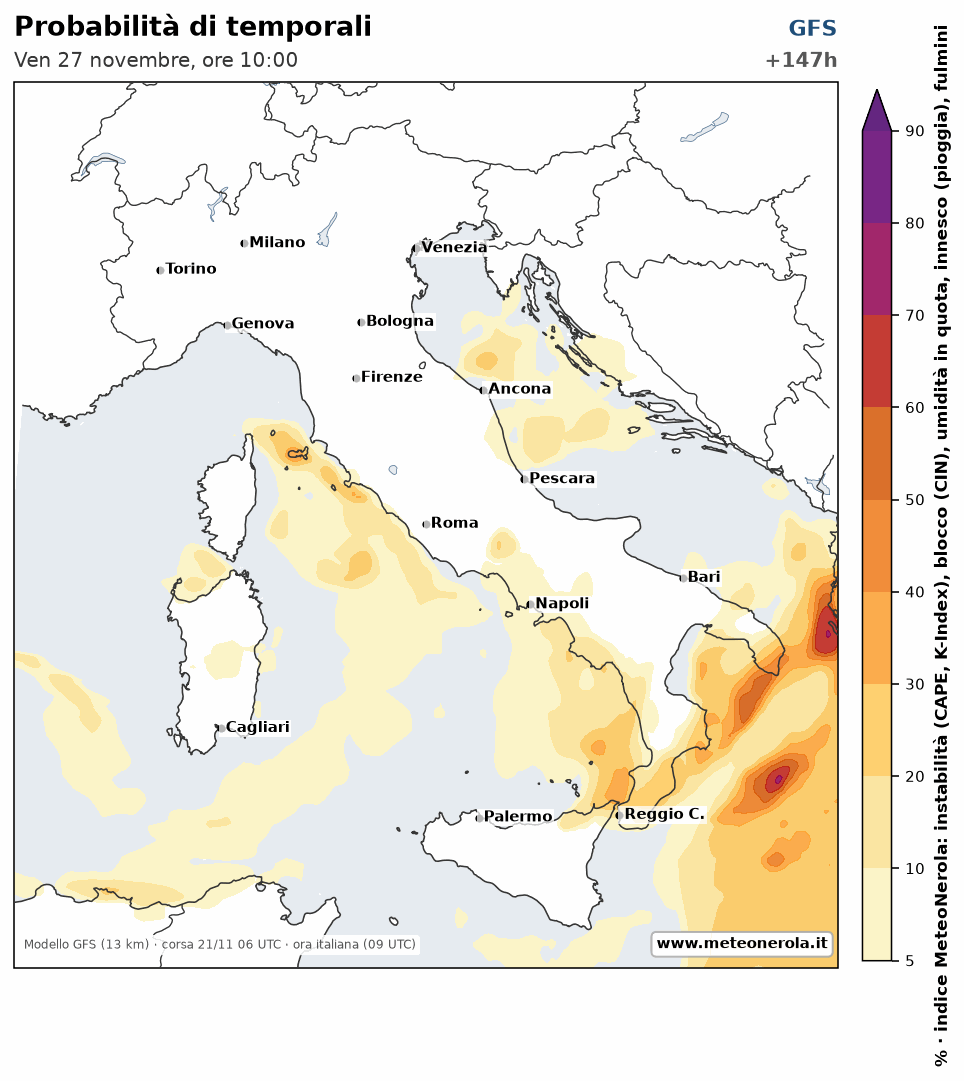 Probabilità di temporali
GFS
Ven 27 novembre, ore 10:00
+147h
Milano
Venezia
Torino
Genova
Bologna
Firenze
Ancona
Pescara
Roma
Bari
Napoli
Cagliari
Palermo
Reggio C.
Modello GFS (13 km) · corsa 21/11 06 UTC · ora italiana (09 UTC)
www.meteonerola.it
90
80
70
60
50
40
30
20
10
5
% · indice MeteoNerola: instabilità (CAPE, K-Index), blocco (CIN), umidità in quota, innesco (pioggia), fulmini